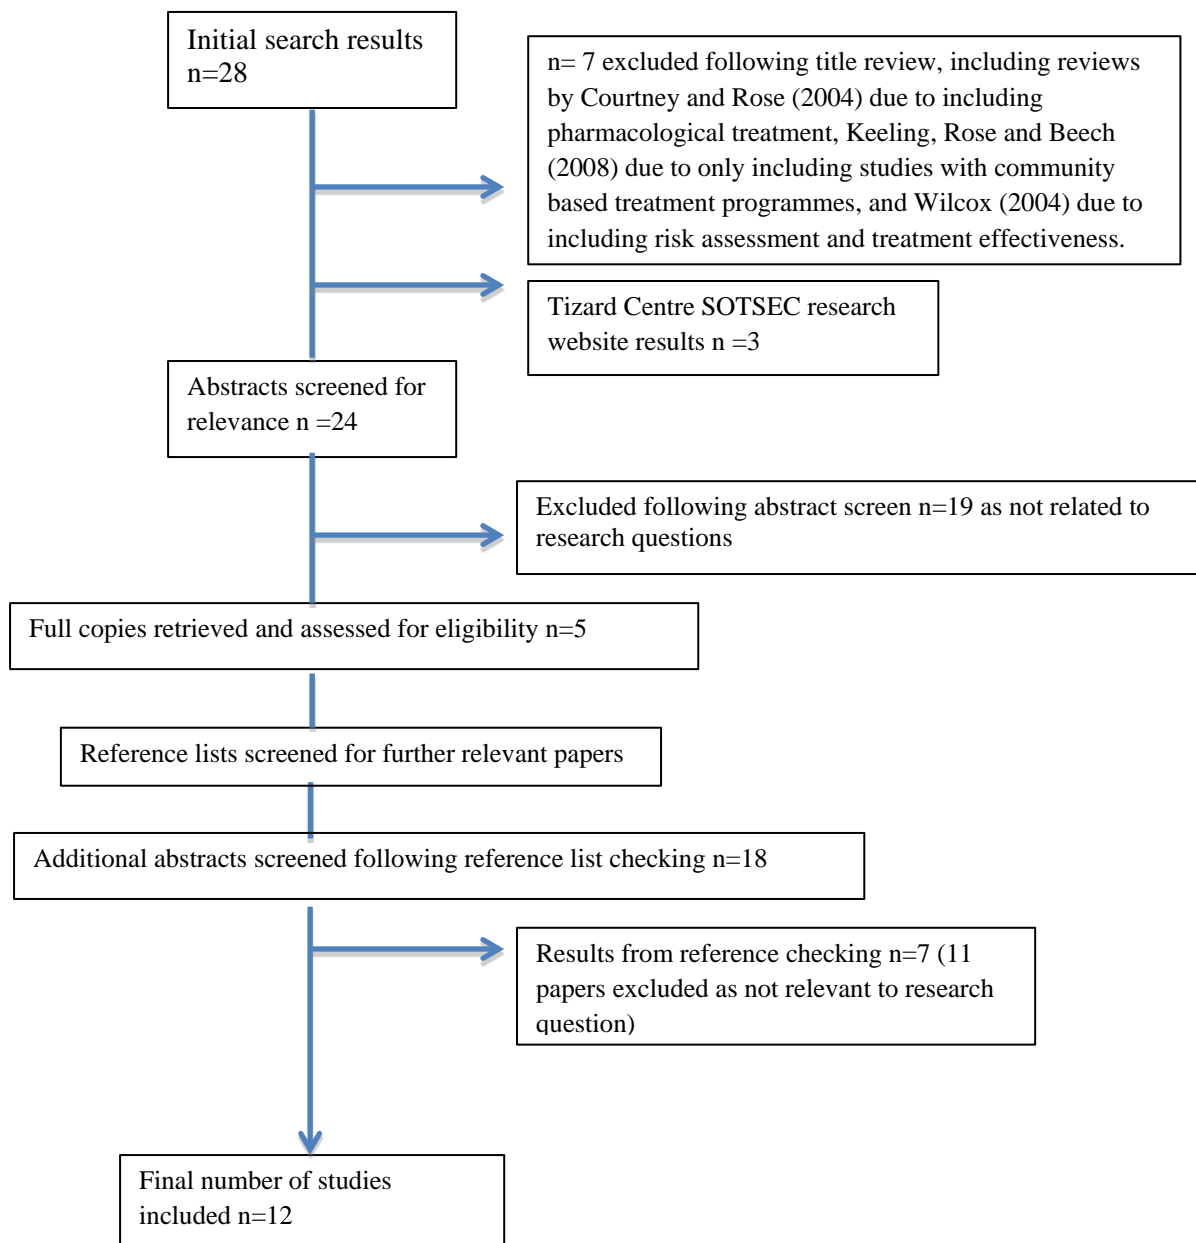 Initial search results
n=28
n= 7 excluded following title review, including reviews
by Courtney and Rose (2004) due to including
pharmacological treatment, Keeling, Rose and Beech
(2008) due to only including studies with community
based treatment programmes, and Wilcox (2004) due to
including risk assessment and treatment effectiveness.
Tizard Centre SOTSEC research
website results n =3
Abstracts screened for
relevance n =24
Excluded following abstract screen n=19 as not related to
research questions
Full copies retrieved and assessed for eligibility n=5
Reference lists screened for further relevant papers
Additional abstracts screened following reference list checking n=18
Results from reference checking n=7 (11
papers excluded as not relevant to research
question)
Final number of studies
included n=12